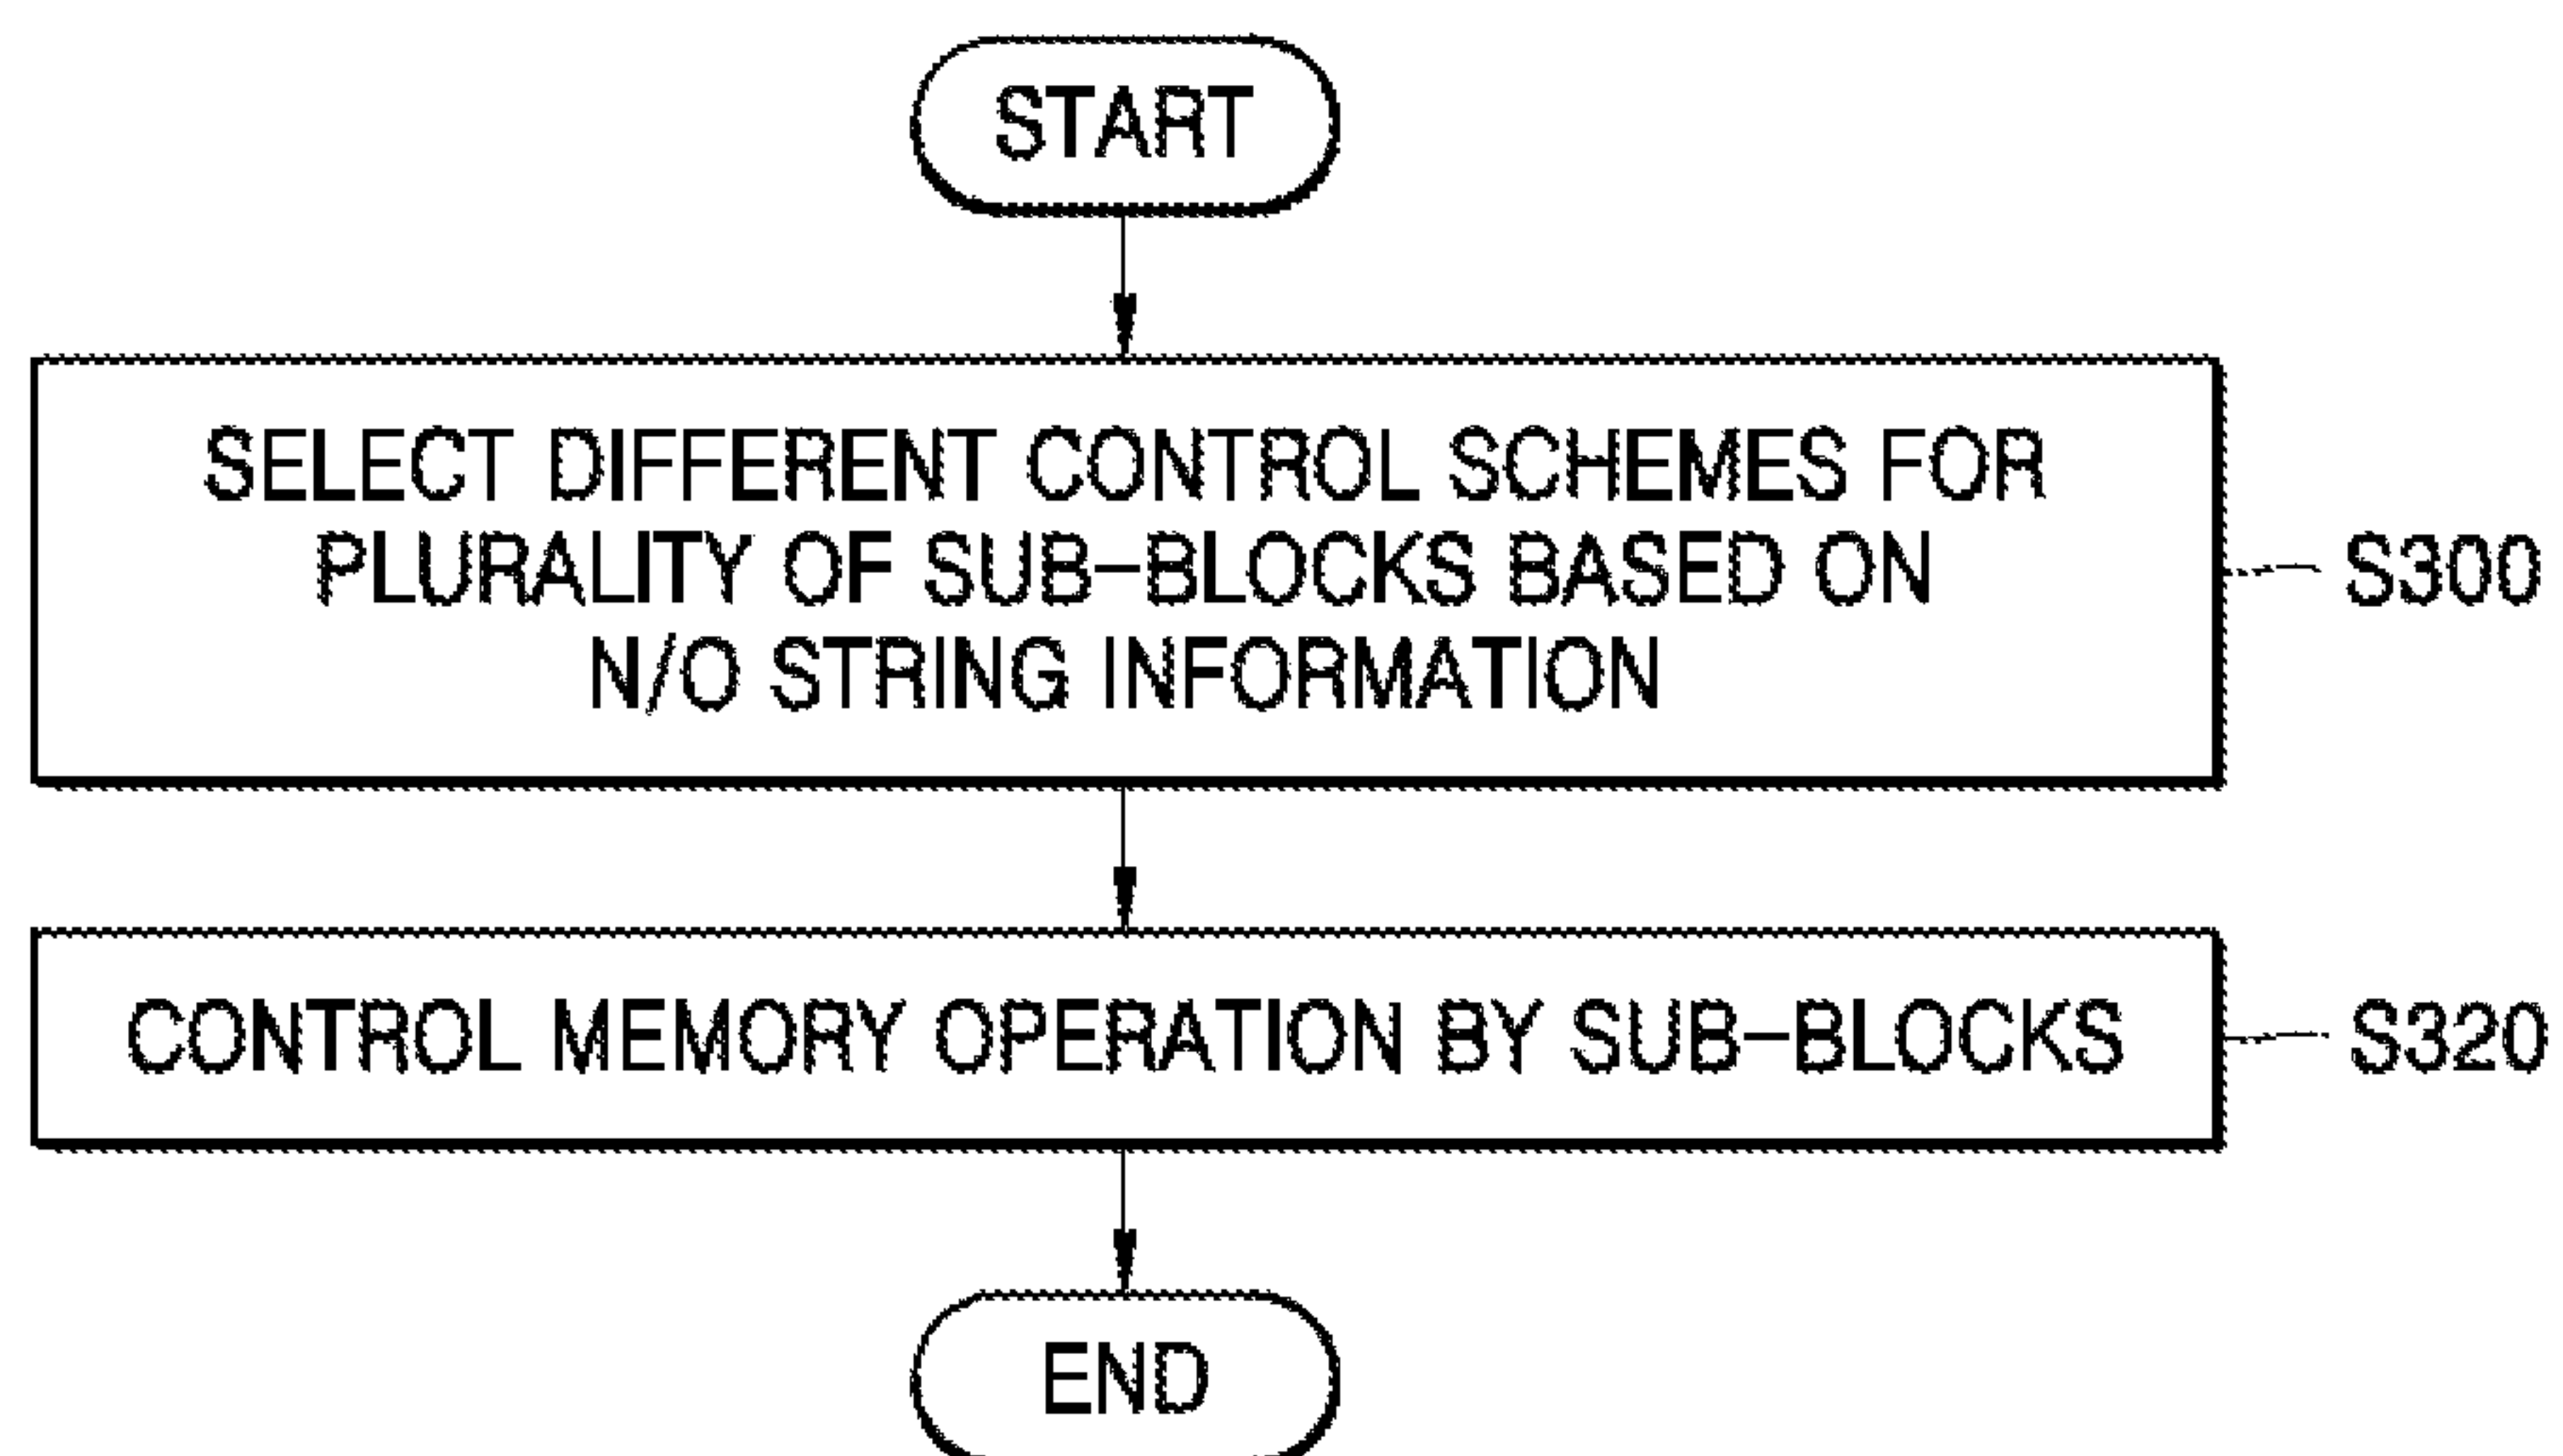 START
SELECT DIFFERENT CONTROL SCHEMES FOR
PLURALITY OF SUB-BLOCKS BASED ON
N/O STRING INFORMATION
S300
CONTROL MEMORY OPERATION BY SUB-BLOCKS
S320
END